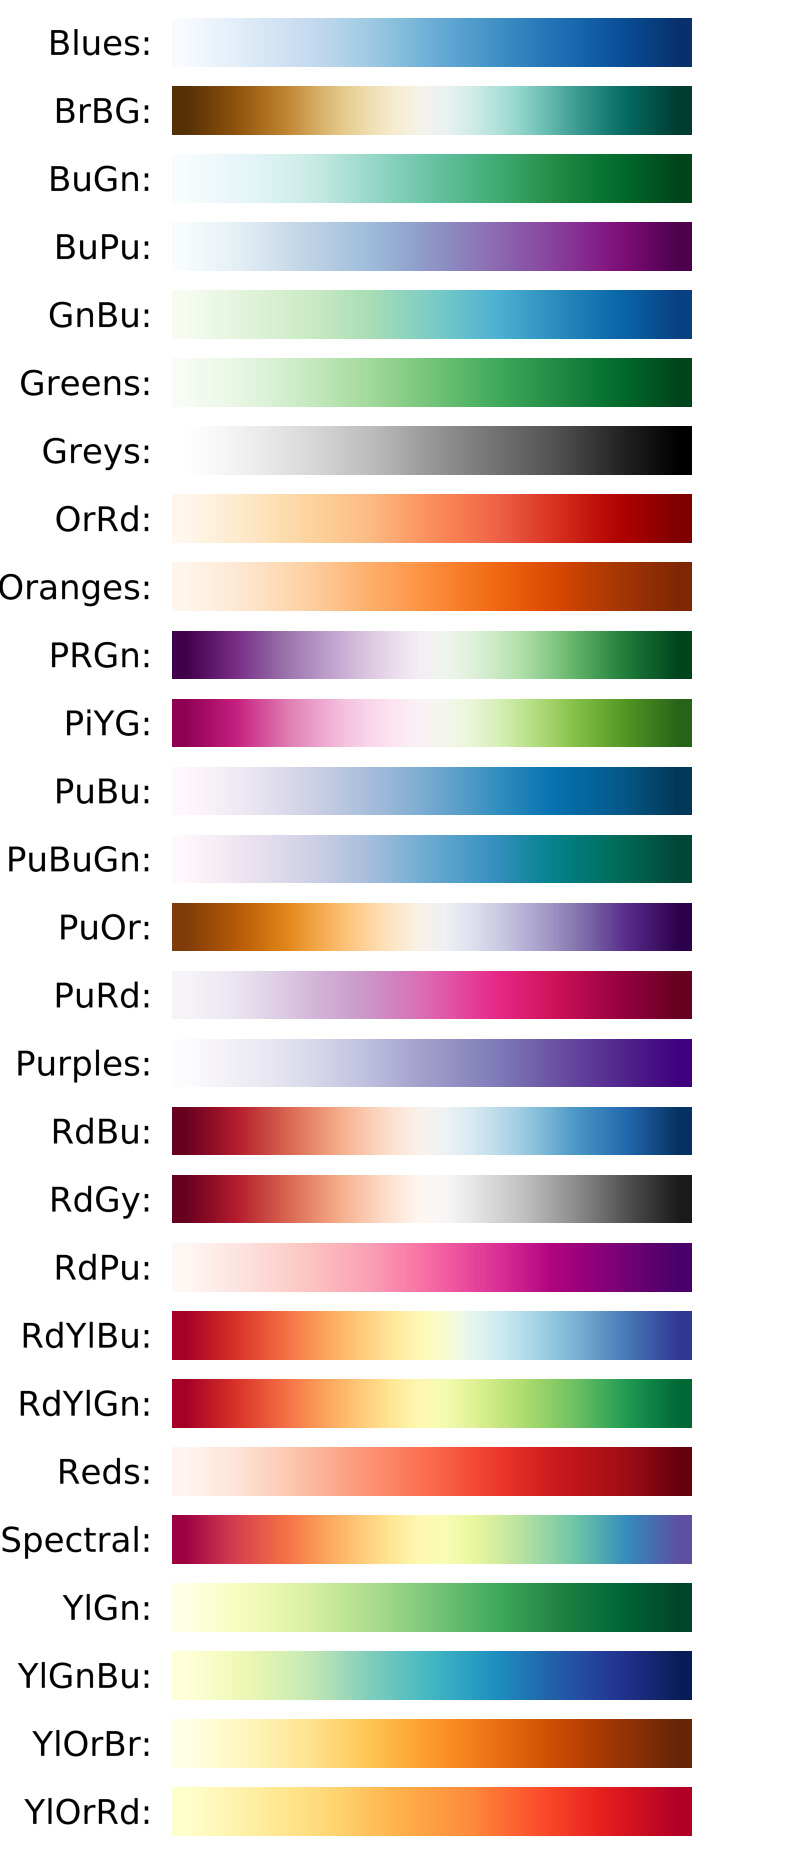 Blues:
BrBG:
BuGn:
BuPu:
GnBu:
Greens:
Greys:
OrRd:
Oranges:
PRGn:
PiYG:
PuBu:
PuBuGn:
PuOr:
PuRd:
Purples:
RdBu:
RdGy:
RdPu:
RdYlBu:
RdYlGn:
Reds:
Spectral:
YlGn:
YlGnBu:
YlOrBr:
YlOrRd: